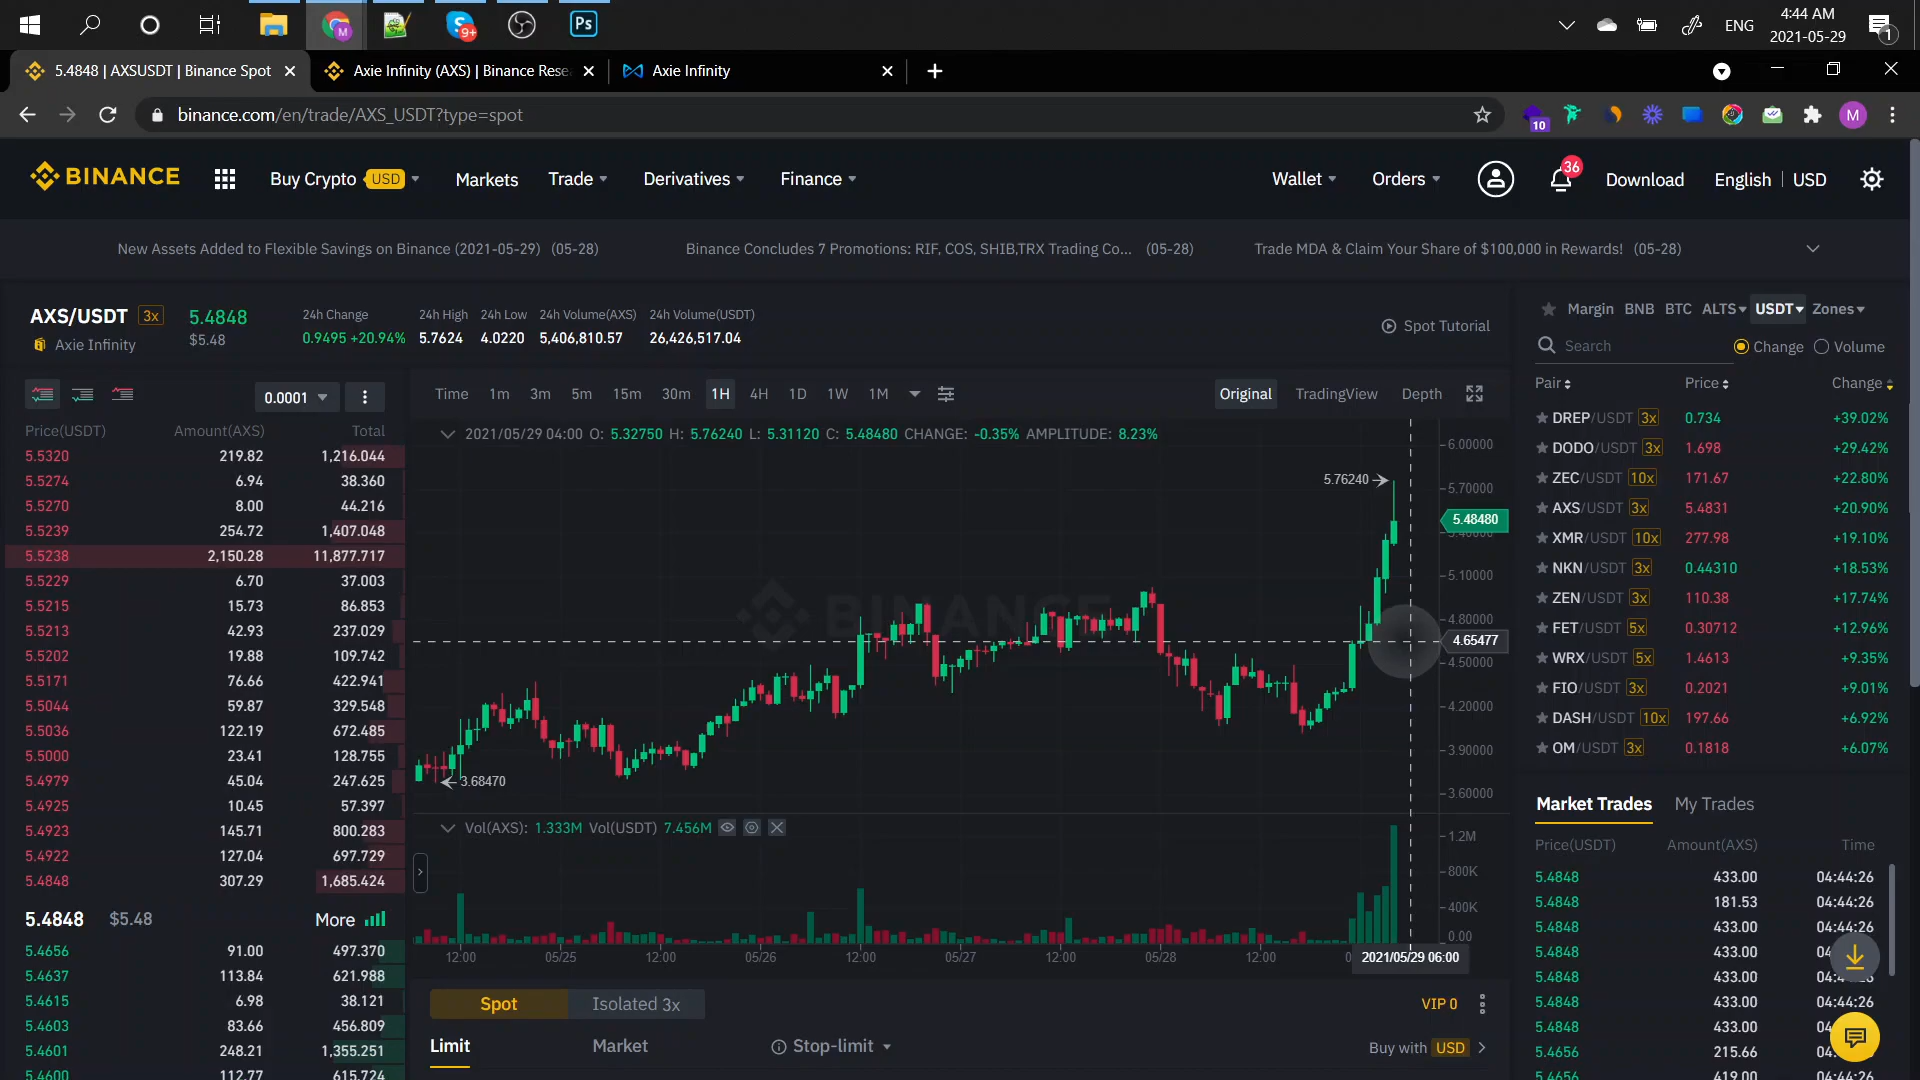 Ps
9+
ENG
4:44 AM
2021-05-29
1
5.4848 | AXSUSDT | Binance Spot
Axie Infinity (AXS) | Binance Rese
Axie Infinity
binance.com/en/trade/AXS_USDT?type=spot
10
M
BINANCE
Buy Crypto USD
Markets
Trade
Derivatives
Finance
Wallet
Orders
36
Download
English | USD
New Assets Added to Flexible Savings on Binance (2021-05-29) (05-28)
Binance Concludes 7 Promotions: RIF, COS, SHIB,TRX Trading Co... (05-28)
Trade MDA & Claim Your Share of $100,000 in Rewards! (05-28)
AXS/USDT 3x
Axie Infinity
5.4848
$5.48
24h Change
0.9495 +20.94%
24h High
5.7624
24h Low
4.0220
24h Volume(AXS)
5,406,810.57
24h Volume(USDT)
26,426,517.04
Spot Tutorial
0.0001
Price(USDT) Amount(AXS) Total
5.5320 219.82 1,216.044
5.5274 6.94 38.360
5.5270 8.00 44.216
5.5239 254.72 1,407.048
5.5238 2,150.28 11,877.717
5.5229 6.70 37.003
5.5215 15.73 86.853
5.5213 42.93 237.029
5.5202 19.88 109.742
5.5171 76.66 422.941
5.5044 59.87 329.548
5.5036 122.19 672.485
5.5000 23.41 128.755
5.4979 45.04 247.625
5.4925 10.45 57.397
5.4923 145.71 800.283
5.4922 127.04 697.729
5.4848 307.29 1,685.424
5.4848 $5.48 More
5.4656 91.00 497.370
5.4637 113.84 621.988
5.4615 6.98 38.121
5.4603 83.66 456.809
5.4601 248.21 1,355.251
5.4600 112.77 615.724
Time 1m 3m 5m 15m 30m 1H 4H 1D 1W 1M
Original TradingView Depth
2021/05/29 04:00 O: 5.32750 H: 5.76240 L: 5.31120 C: 5.48480 CHANGE: -0.35% AMPLITUDE: 8.23%
BINANCE
5.76240
3.68470
6.00000
5.70000
5.48480
5.40000
5.10000
4.80000
4.65477
4.50000
4.20000
3.90000
3.60000
Vol(AXS): 1.333M Vol(USDT) 7.456M
1.2M
800K
400K
0.00
12:00 05/25 12:00 05/26 12:00 05/27 12:00 05/28 12:00 2021/05/29 06:00
Spot
Isolated 3x
VIP 0
Limit
Market
Stop-limit
Buy with USD
Margin BNB BTC ALTS USDT Zones
Search
Change
Volume
Pair Price Change
DREP/USDT 3x 0.734 +39.02%
DODO/USDT 3x 1.698 +29.42%
ZEC/USDT 10x 171.67 +22.80%
AXS/USDT 3x 5.4831 +20.90%
XMR/USDT 10x 277.98 +19.10%
NKN/USDT 3x 0.44310 +18.53%
ZEN/USDT 3x 110.38 +17.74%
FET/USDT 5x 0.30712 +12.96%
WRX/USDT 5x 1.4613 +9.35%
FIO/USDT 3x 0.2021 +9.01%
DASH/USDT 10x 197.66 +6.92%
OM/USDT 3x 0.1818 +6.07%
Market Trades
My Trades
Price(USDT) Amount(AXS) Time
5.4848 433.00 04:44:26
5.4848 181.53 04:44:26
5.4848 433.00 04:44:26
5.4848 433.00
5.4848 433.00
5.4848 433.00 04:44:26
5.4848 433.00
5.4656 215.66
5.4656 419.00 04:44:26